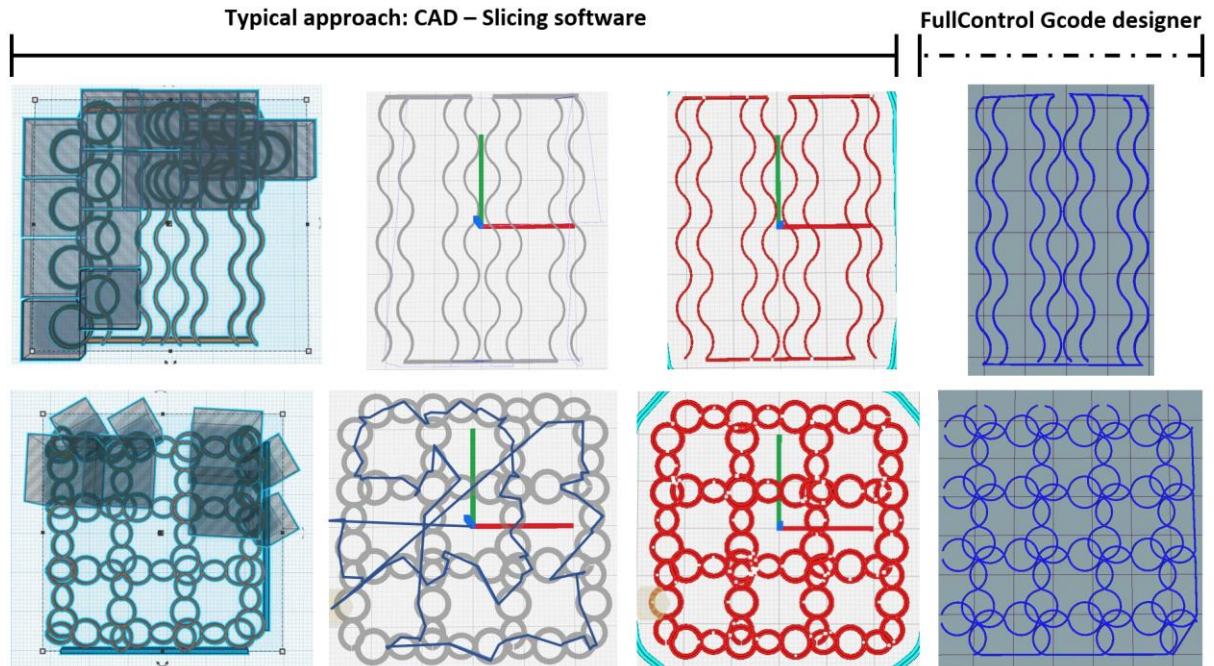 Typical approach: CAD – Slicing software
FullControl Gcode designer